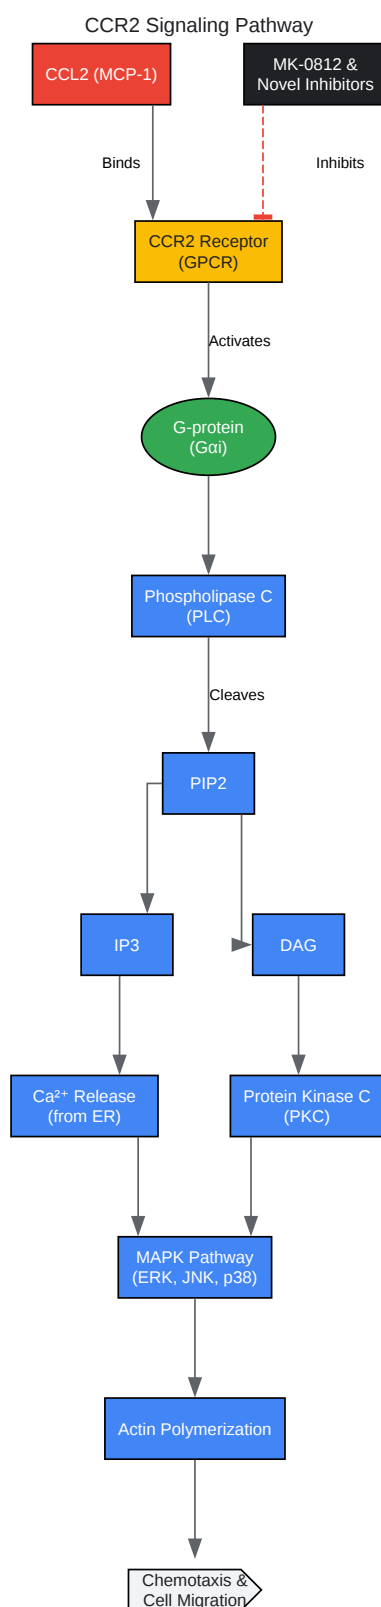 CCR2 Signaling Pathway
CCL2 (MCP-1)
MK-0812 &
Novel Inhibitors
Binds
Inhibits
CCR2 Receptor
(GPCR)
Activates
G-protein
(Gαi)
Phospholipase C
(PLC)
Cleaves
PIP2
IP3
DAG
Ca²⁺ Release
(from ER)
Protein Kinase C
(PKC)
MAPK Pathway
(ERK, JNK, p38)
Actin Polymerization
Chemotaxis &
Cell Migration